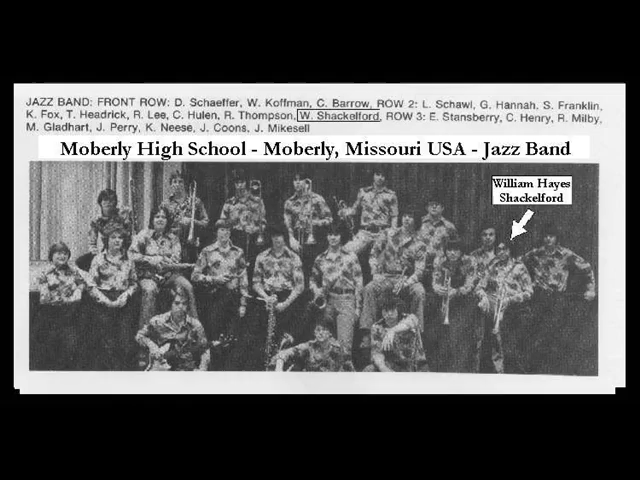 JAZZ BAND: FRONT ROW: D. Schaeffer, W. Koffman, C. Barrow, ROW 2: L. Schawl, G. Hannah, S. Franklin,
K. Fox, T. Headrick, R. Lee, C. Hulen, R. Thompson, W. Shackelford, ROW 3: E. Stansberry, C. Henry, R. Milby,
M. Gladhart, J. Perry, K. Neese, J. Coons, J. Mikesell
Moberly High School - Moberly, Missouri USA - Jazz Band
William Hayes
Shackelford